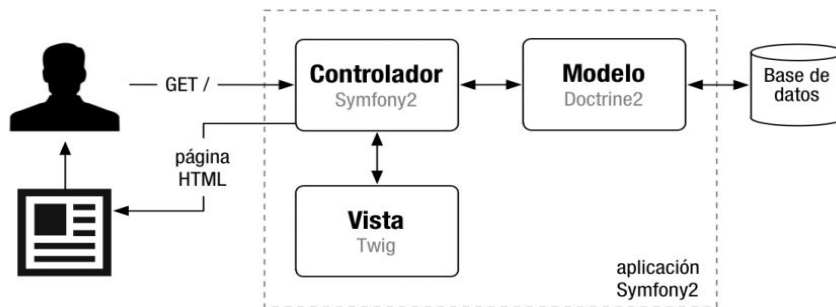 GET /
Controlador
Symfony2
Modelo
Doctrine2
Base de
datos
página
HTML
Vista
Twig
aplicación
Symfony2